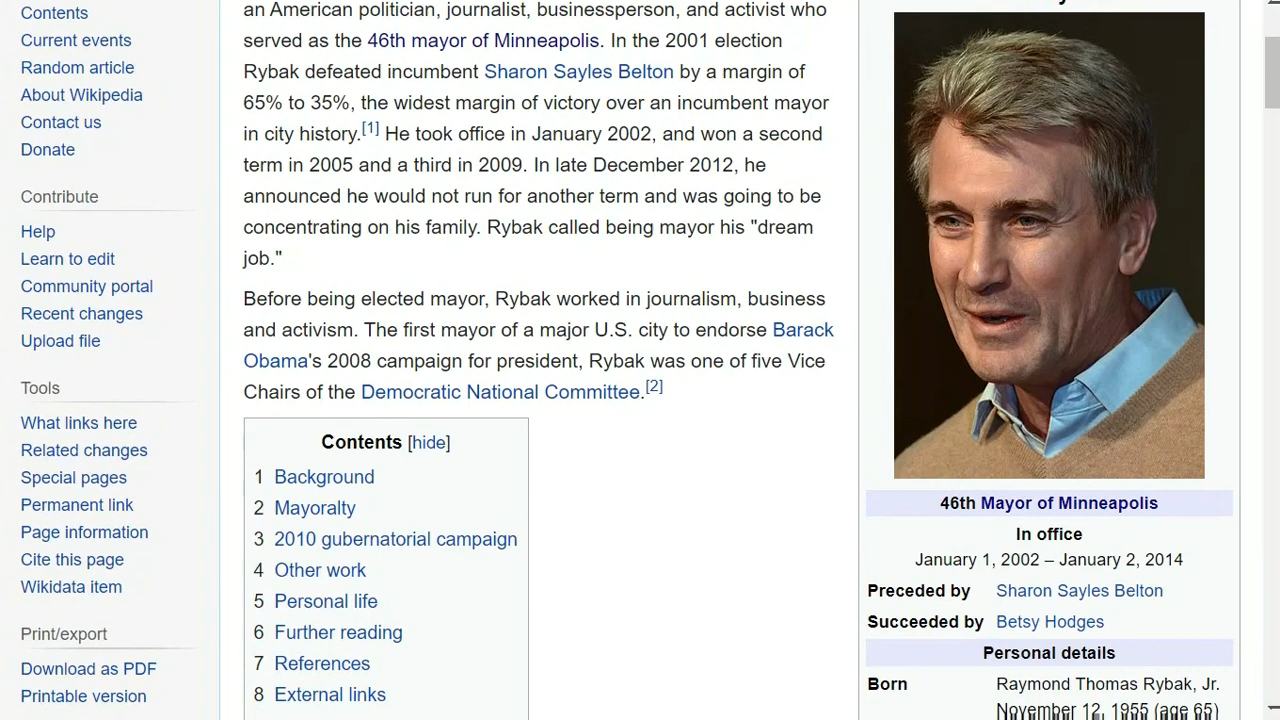 Contents
Current events
Random article
About Wikipedia
Contact us
Donate
Contribute
Help
Learn to edit
Community portal
Recent changes
Upload file
Tools
What links here
Related changes
Special pages
Permanent link
Page information
Cite this page
Wikidata item
Print/export
Download as PDF
Printable version
an American politician, journalist, businessperson, and activist who
served as the 46th mayor of Minneapolis. In the 2001 election
Rybak defeated incumbent Sharon Sayles Belton by a margin of
65% to 35%, the widest margin of victory over an incumbent mayor
in city history.[1] He took office in January 2002, and won a second
term in 2005 and a third in 2009. In late December 2012, he
announced he would not run for another term and was going to be
concentrating on his family. Rybak called being mayor his "dream
job."
Before being elected mayor, Rybak worked in journalism, business
and activism. The first mayor of a major U.S. city to endorse Barack
Obama's 2008 campaign for president, Rybak was one of five Vice
Chairs of the Democratic National Committee.[2]
Contents [hide]
1 Background
2 Mayoralty
3 2010 gubernatorial campaign
4 Other work
5 Personal life
6 Further reading
7 References
8 External links
46th Mayor of Minneapolis
In office
January 1, 2002 – January 2, 2014
Preceded by Sharon Sayles Belton
Succeeded by Betsy Hodges
Personal details
Born Raymond Thomas Rybak, Jr.
November 12, 1955 (age 65)